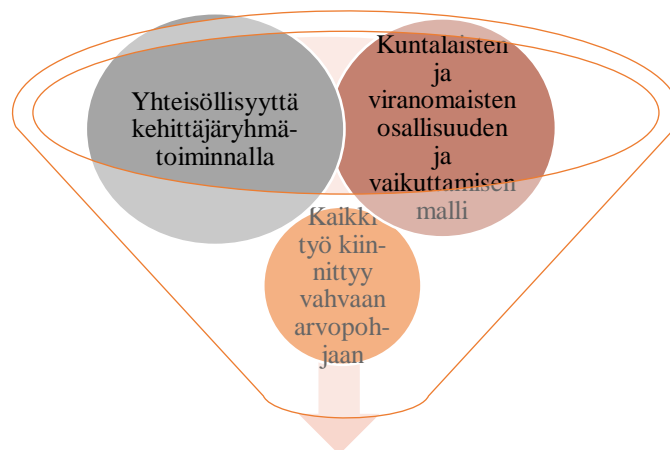 Yhteisöllisyyttä
kehittäjäryhmä-
toiminnalla
Kuntalaisten
ja
viranomaisten
osallisuuden
ja
vaikuttamisen
malli
Kaikki
työ kiin-
nittyy
vahvaan
arvopoh-
jaan